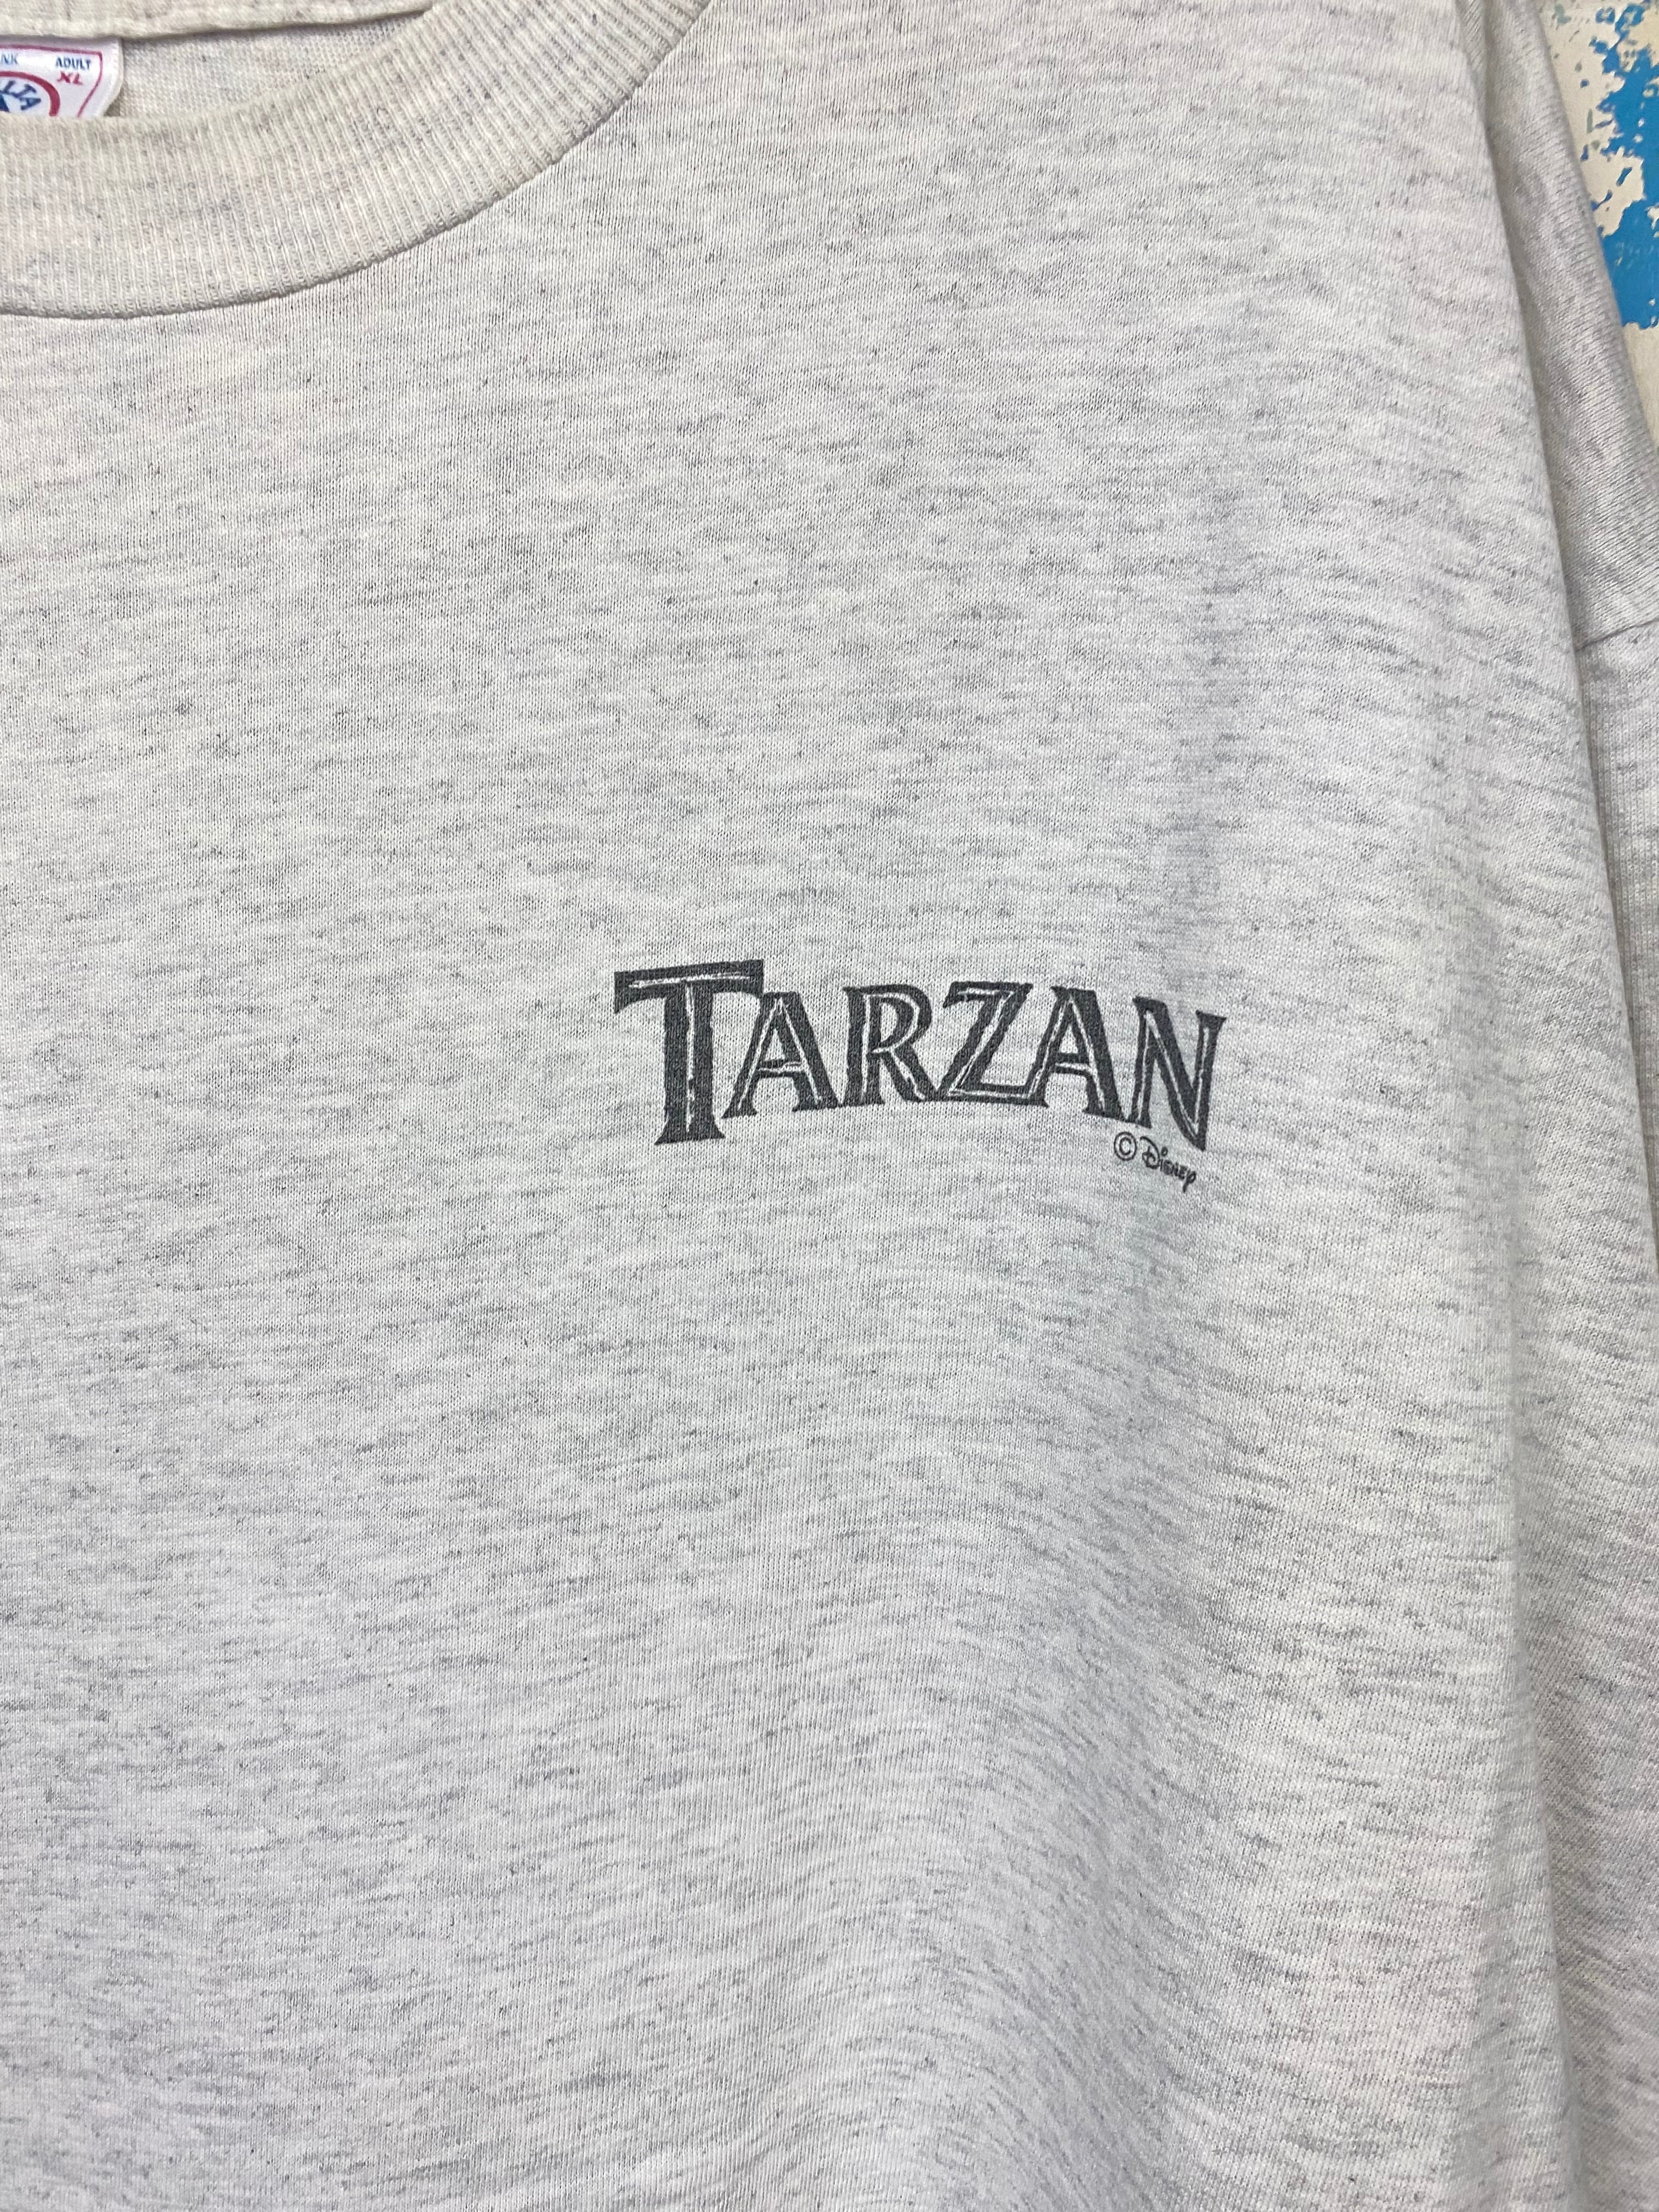 ADULT
XL
TARZAN
© Disney